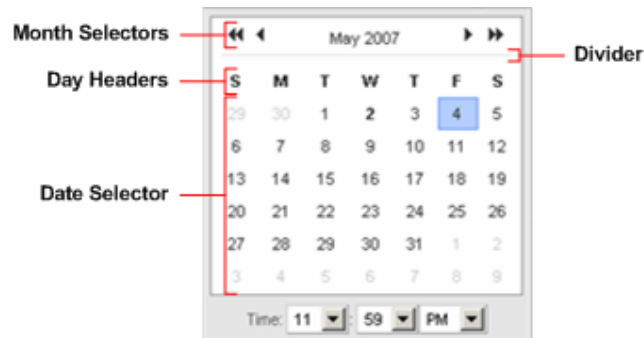 Month Selectors
May 2007
Divider
Day Headers
S M T W T F S
29 30 1 2 3 4 5
6 7 8 9 10 11 12
Date Selector
13 14 15 16 17 18 19
20 21 22 23 24 25 26
27 28 29 30 31 1 2
3 4 5 6 7 8 9
Time: 11 : 59 PM